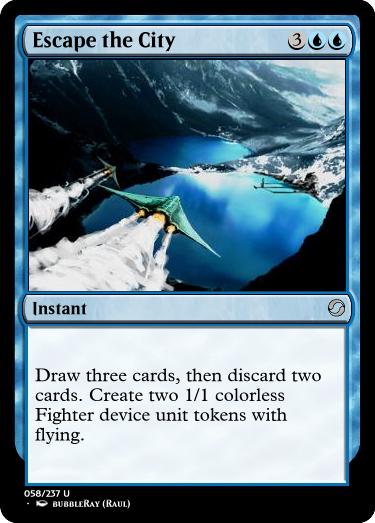 Escape the City 3
Instant
Draw three cards, then discard two
cards. Create two 1/1 colorless
Fighter device unit tokens with
flying.
058/237 U
· BUBBLERAY (RAUL)